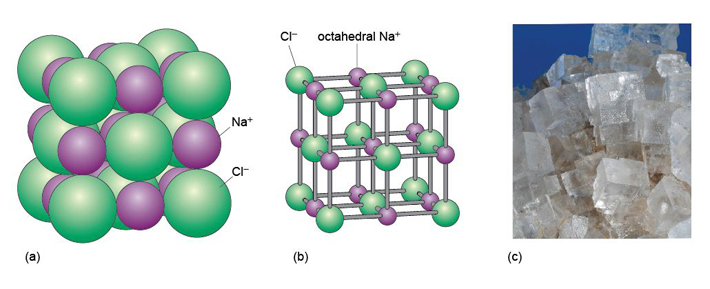 Cl⁻
octahedral Na⁺
Na⁺
Cl⁻
(a)
(b)
(c)